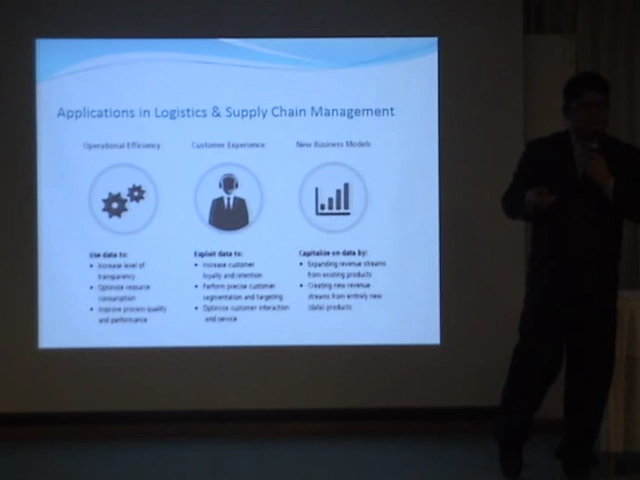 Applications in Logistics & Supply Chain Management
Operational Efficiency
Customer Experience
New Business Models
Use data to:
• Increase level of
transparency
• Optimize resource
consumption
• Improve process quality
and performance
Exploit data to:
• Increase customer
loyalty and retention
• Perform precise customer
segmentation and targeting
• Optimize customer interaction
and service
Capitalize on data by:
• Expanding revenue streams
from existing products
• Creating new revenue
streams from entirely new
(data) products